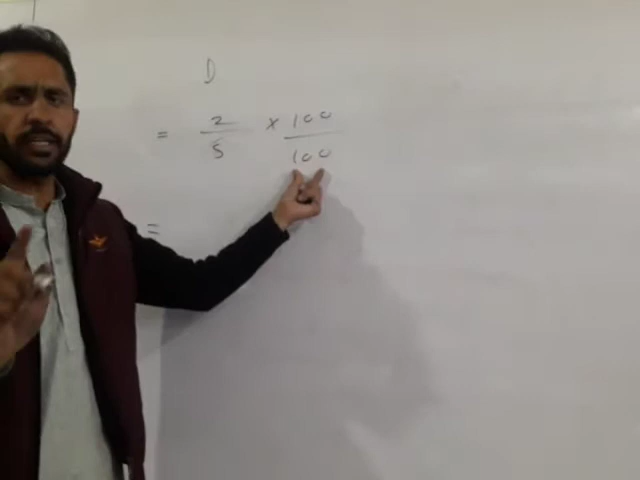 D
= 2/5 × 100/100
=